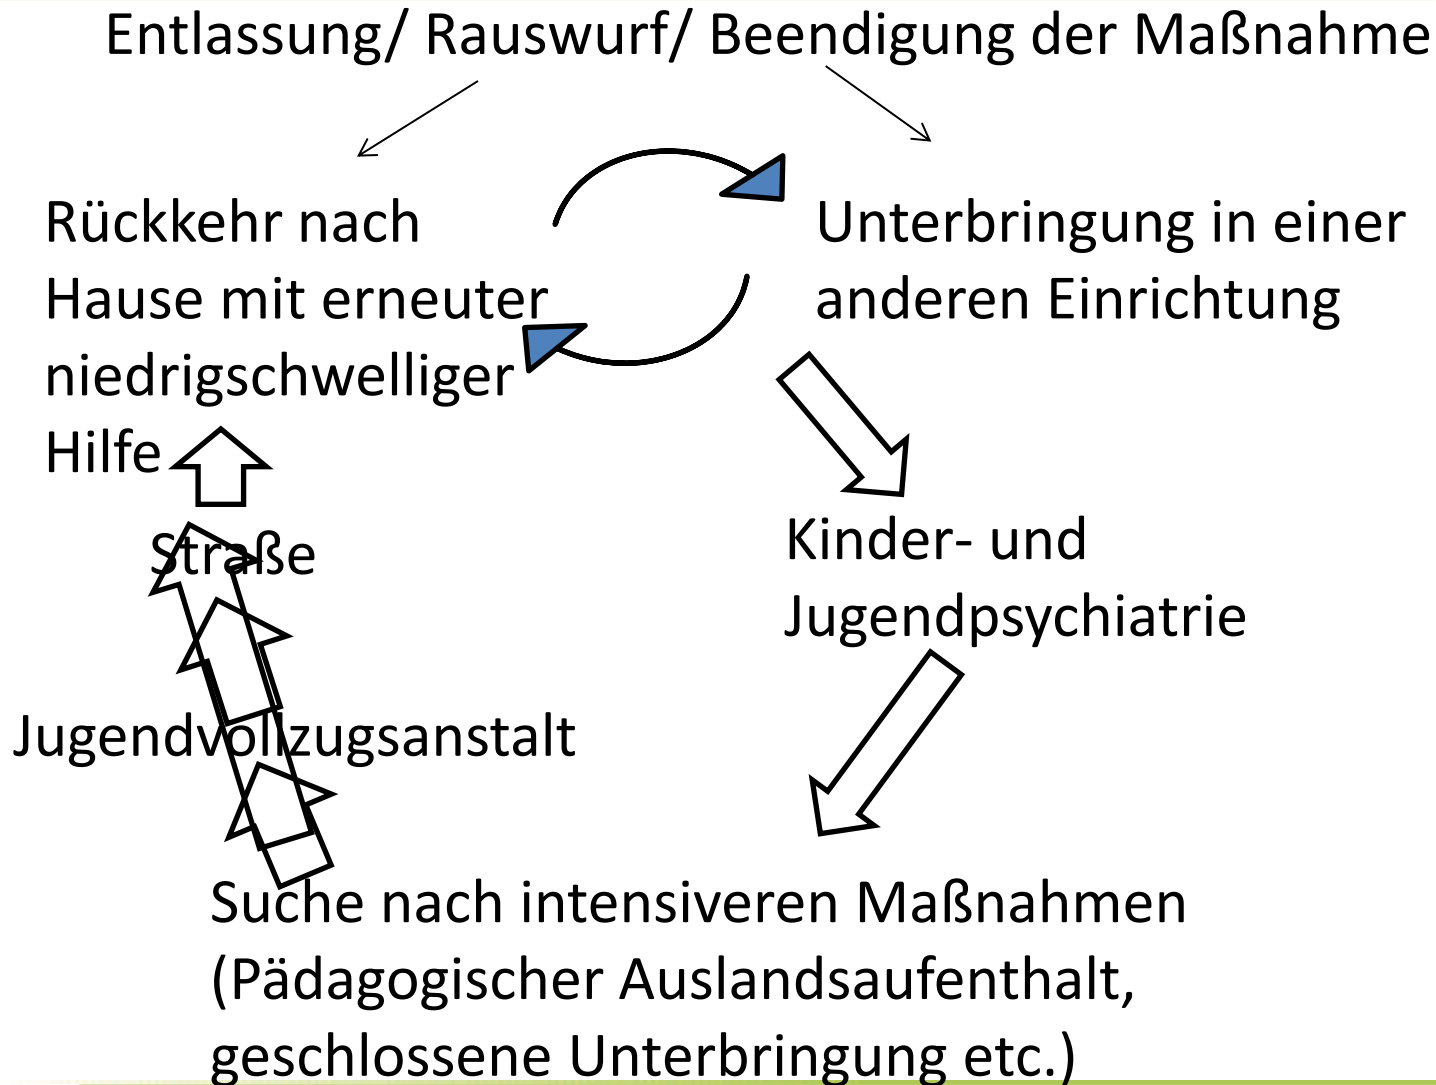 Entlassung/ Rauswurf/ Beendigung der Maßnahme
Rückkehr nach
Hause mit erneuter
niedrigschwelliger
Hilfe
Unterbringung in einer
anderen Einrichtung
Straße
Kinder- und
Jugendpsychiatrie
Jugendvollzugsanstalt
Suche nach intensiveren Maßnahmen
(Pädagogischer Auslandsaufenthalt,
geschlossene Unterbringung etc.)